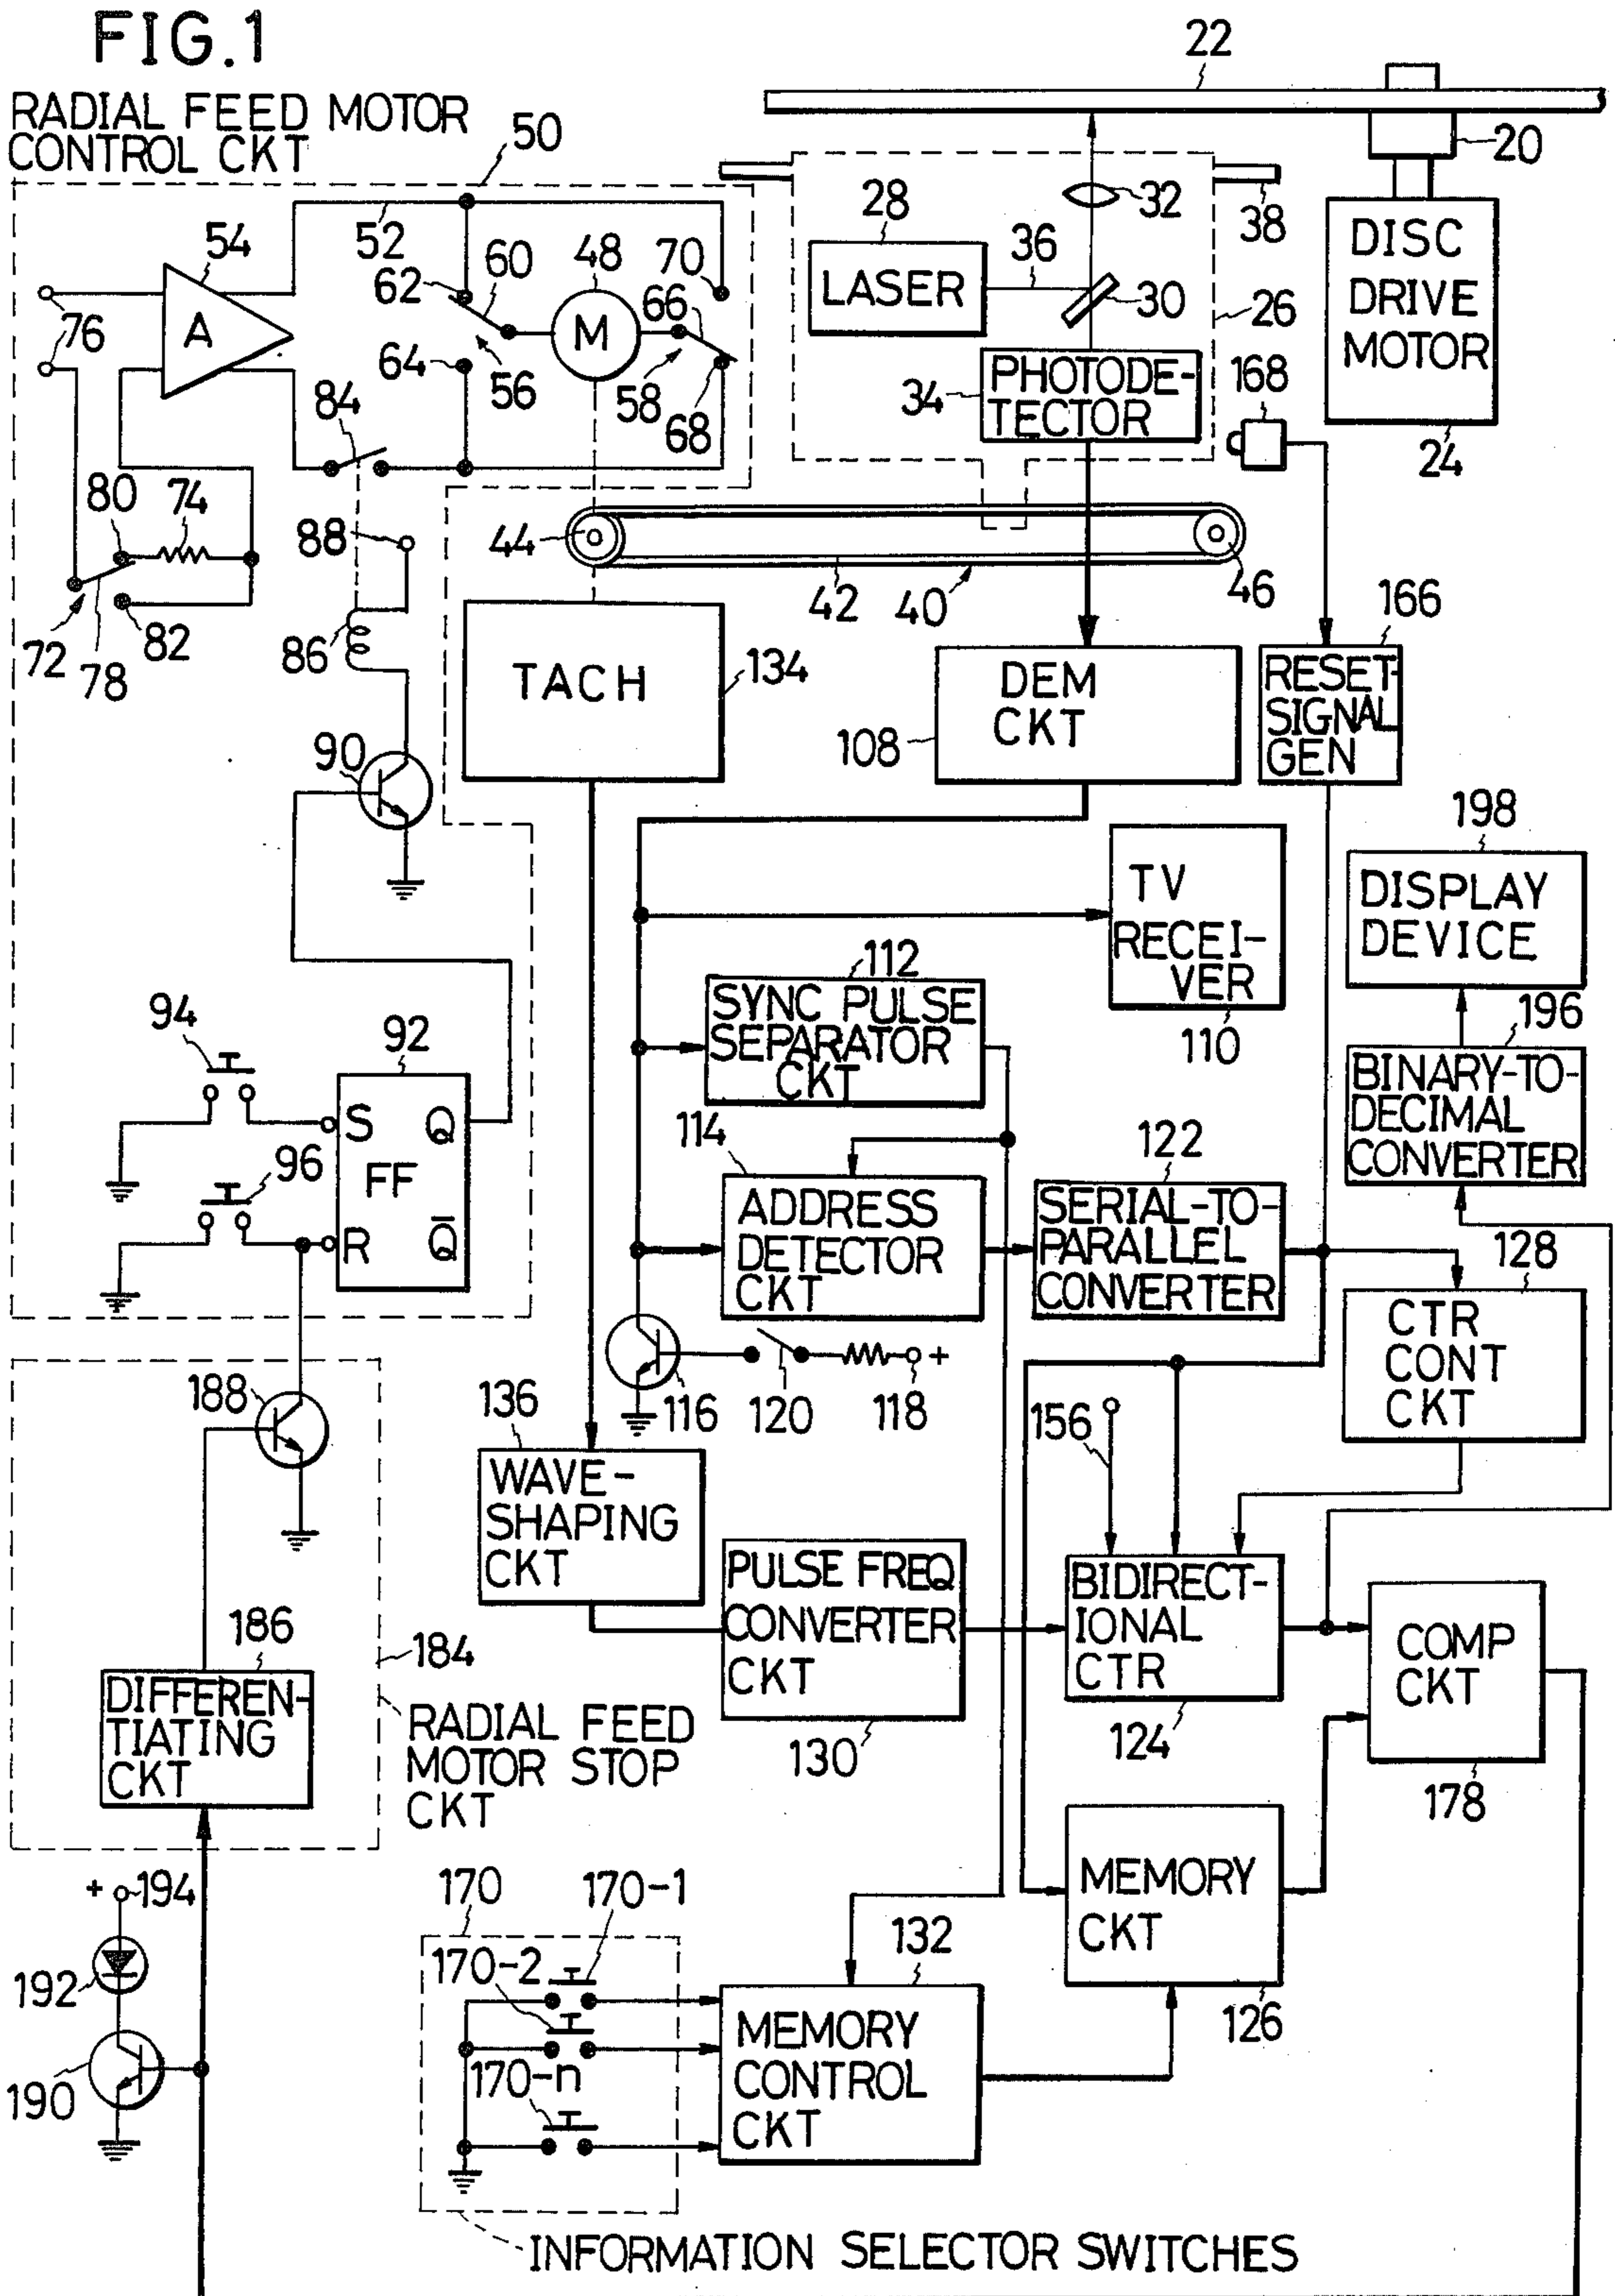 FIG.1
22
RADIAL FEED MOTOR
CONTROL CKT
50
20
54
52
62
60
48
70
28
32
38
36
LASER
30
26
DISC
DRIVE
MOTOR
A
M
66
76
64
56
58
68
84
34
PHOTODE-
TECTOR
168
24
80
74
88
44
46
42
40
72
78
82
86
166
TACH
134
DEM
CKT
108
RESET-
SIGNAL
GEN
90
198
TV
RECEI-
VER
110
DISPLAY
DEVICE
112
SYNC PULSE
SEPARATOR
CKT
196
BINARY-TO-
DECIMAL
CONVERTER
94
92
S
Q
FF
R
Q̅
96
114
ADDRESS
DETECTOR
CKT
122
SERIAL-TO-
PARALLEL
CONVERTER
128
CTR
CONT
CKT
116
120
118
+
188
136
WAVE-
SHAPING
CKT
156
PULSE FREQ
CONVERTER
CKT
130
BIDIRECT-
IONAL
CTR
124
COMP
CKT
178
186
184
DIFFEREN-
TIATING
CKT
RADIAL FEED
MOTOR STOP
CKT
+
194
192
190
170
170-1
170-2
170-n
132
MEMORY
CONTROL
CKT
MEMORY
CKT
126
INFORMATION SELECTOR SWITCHES